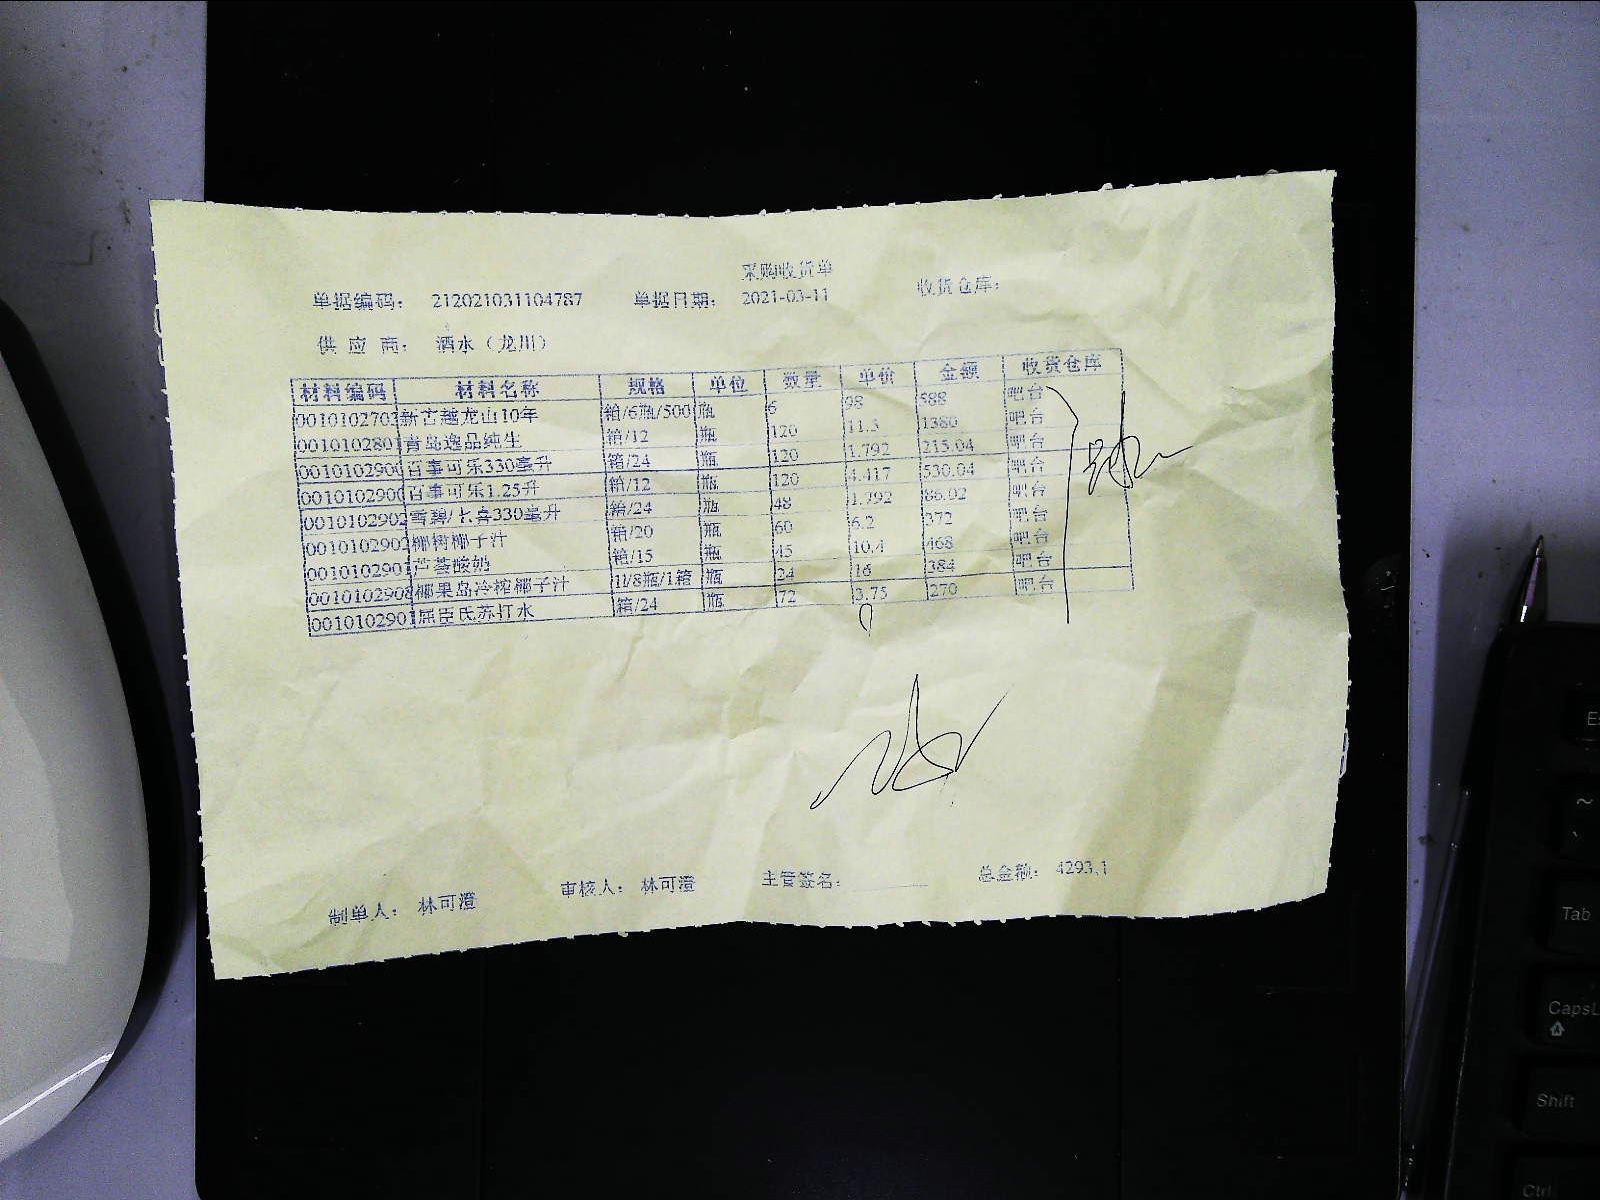 采购收货单
单据编码: 212021031104787 单据日期: 2021-03-11 收货仓库:
供 应 商: 酒水（龙川）
材料编码 材料名称 规格 单位 数量 单价 金额 收货仓库
0010102702 新古越龙山10年 箱/6瓶/500 瓶 6 98 588 吧台
0010102801 青岛逸品纯生 箱/12 瓶 120 11.5 1380 吧台
001010290 百事可乐330毫升 箱/24 瓶 120 1.792 215.04 吧台
001010290 百事可乐1.25升 箱/12 瓶 120 4.417 530.04 吧台
0010102902 雪碧/七喜330毫升 箱/24 瓶 48 1.792 86.02 吧台
0010102902 椰树椰子汁 箱/20 瓶 60 6.2 372 吧台
0010102901 芦荟酸奶 箱/15 瓶 45 10.4 468 吧台
0010102908 椰果岛冷榨椰子汁 1l/8瓶/1箱 瓶 24 16 384 吧台
0010102901 屈臣氏苏打水 箱/24 瓶 72 3.75 270 吧台
制单人: 林可澄 审核人: 林可澄 主管签名: 总金额: 4293.1
Es
Tab
CapsL
Shift
Ctrl